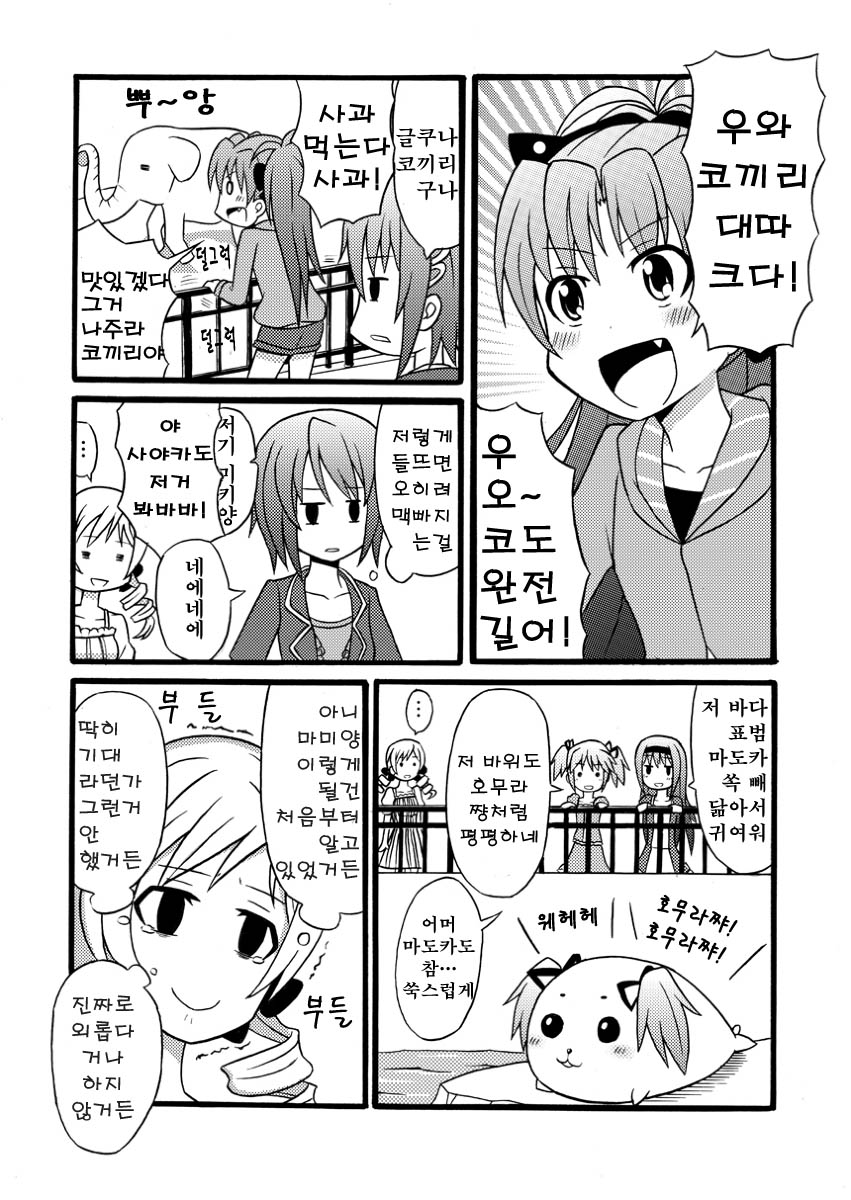 우와
코끼리
대따
크다!
우
오~
코도
완전
길어!
뿌~앙
사과
먹는다
사과!
글쿠나
코끼리
구나
맛있겠다
그거
나주라
코끼리야
덜그럭
덜그럭
저렇게
들뜨면
오히려
맥빠지
는걸
저기 미키양
야
사야카도
저거
봐바바!
…
네에네에
저 바다
표범
마도카
쏙 빼
닮아서
귀여워
저 바위도
호무라
쨩처럼
평평하네
…
어머
마도카도
참…
쑥스럽게
웨헤헤
호무라쨔!
호무라쨔!
아니
마미양
이렇게
될건
처음부터
알고
있었거든
부들
딱히
기대
라던가
그런거
안
했거든
부들
진짜로
외롭다
거나
하지
않거든